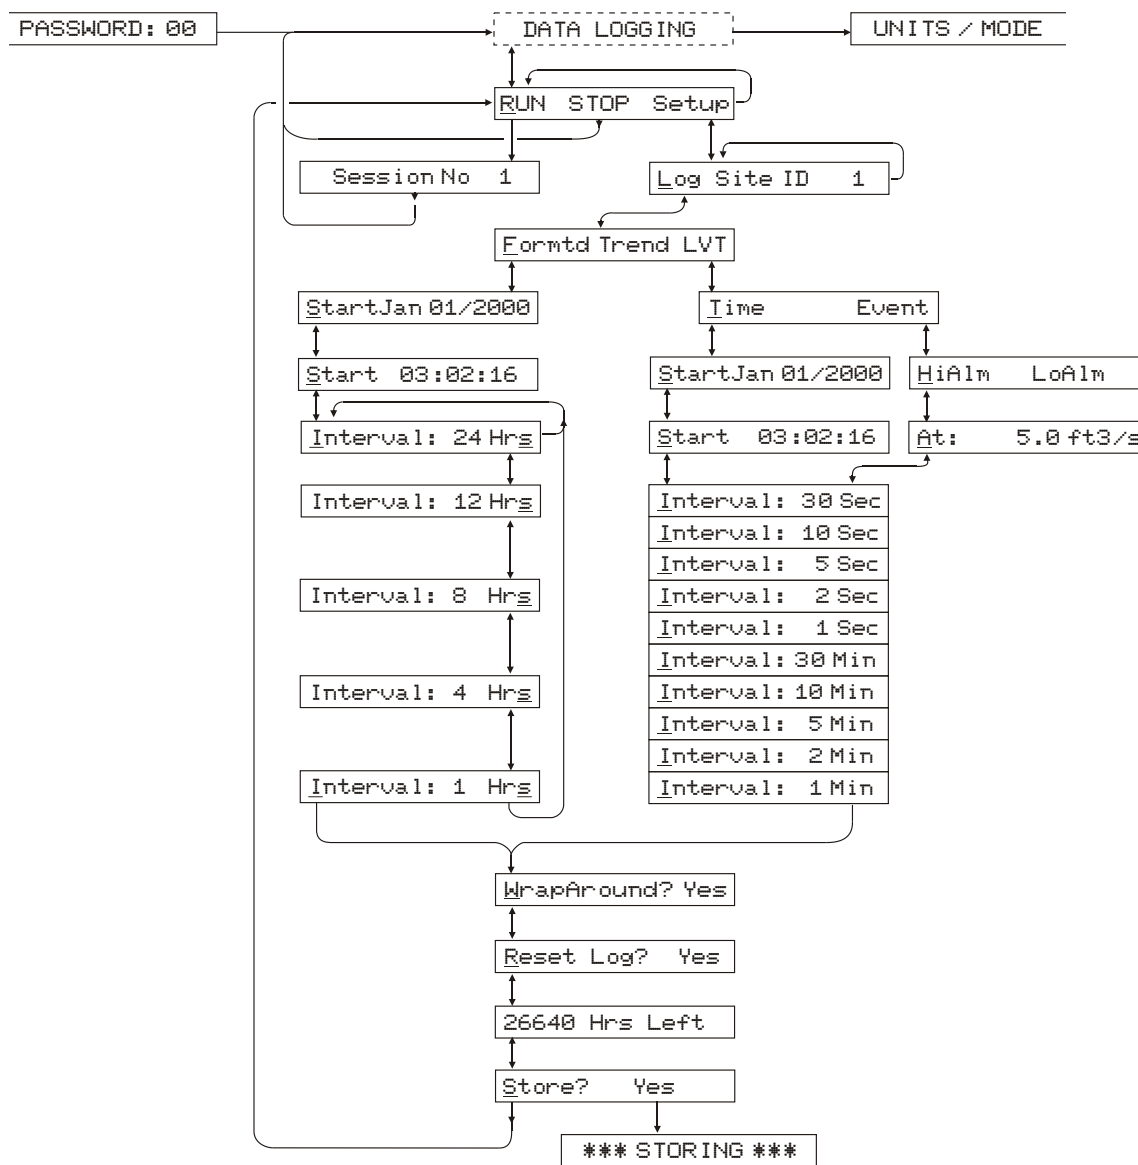 PASSWORD: 00
DATA LOGGING
UNITS / MODE
RUN STOP Setup
Session No 1
Log Site ID 1
Formtd Trend LVT
StartJan 01/2000
Time Event
Start 03:02:16
StartJan 01/2000
HiAlm LoAlm
Interval: 24 Hrs
Start 03:02:16
At: 5.0 ft3/s
Interval: 12 Hrs
Interval: 8 Hrs
Interval: 4 Hrs
Interval: 1 Hrs
Interval: 30 Sec
Interval: 10 Sec
Interval: 5 Sec
Interval: 2 Sec
Interval: 1 Sec
Interval: 30 Min
Interval: 10 Min
Interval: 5 Min
Interval: 2 Min
Interval: 1 Min
WrapAround? Yes
Reset Log? Yes
26640 Hrs Left
Store? Yes
*** STORING ***